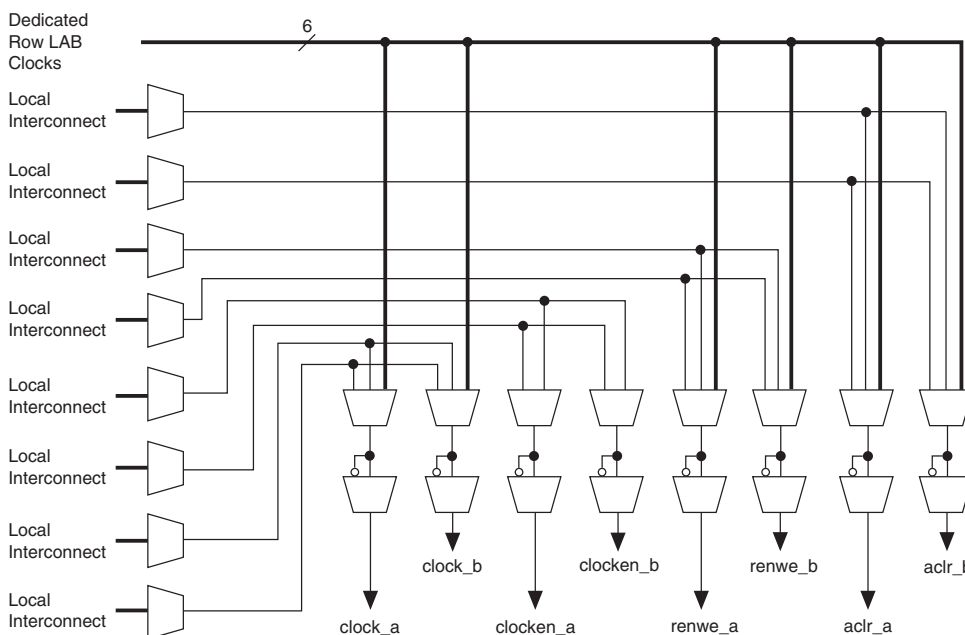 Dedicated
Row LAB
Clocks
6
Local
Interconnect
Local
Interconnect
Local
Interconnect
Local
Interconnect
Local
Interconnect
Local
Interconnect
Local
Interconnect
Local
Interconnect
clock_b
clocken_b
renwe_b
aclr_b
clock_a
clocken_a
renwe_a
aclr_a